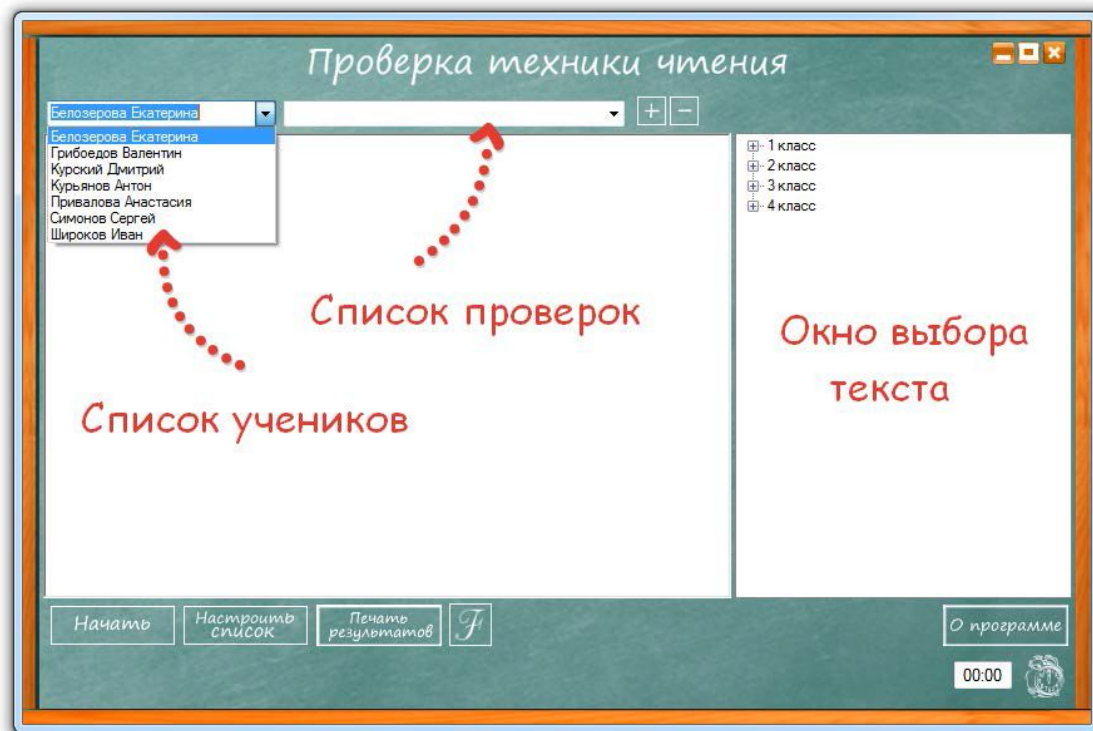 Проверка техники чтения
Белозерова Екатерина
Белозерова Екатерина
Грибоедов Валентин
Курский Дмитрий
Курьянов Антон
Привалова Анастасия
Симонов Сергей
Широков Иван
1 класс
2 класс
3 класс
4 класс
Список проверок
Список учеников
Окно выбора
текста
Начать
Настроить
список
Печать
результатов
F
О программе
00:00